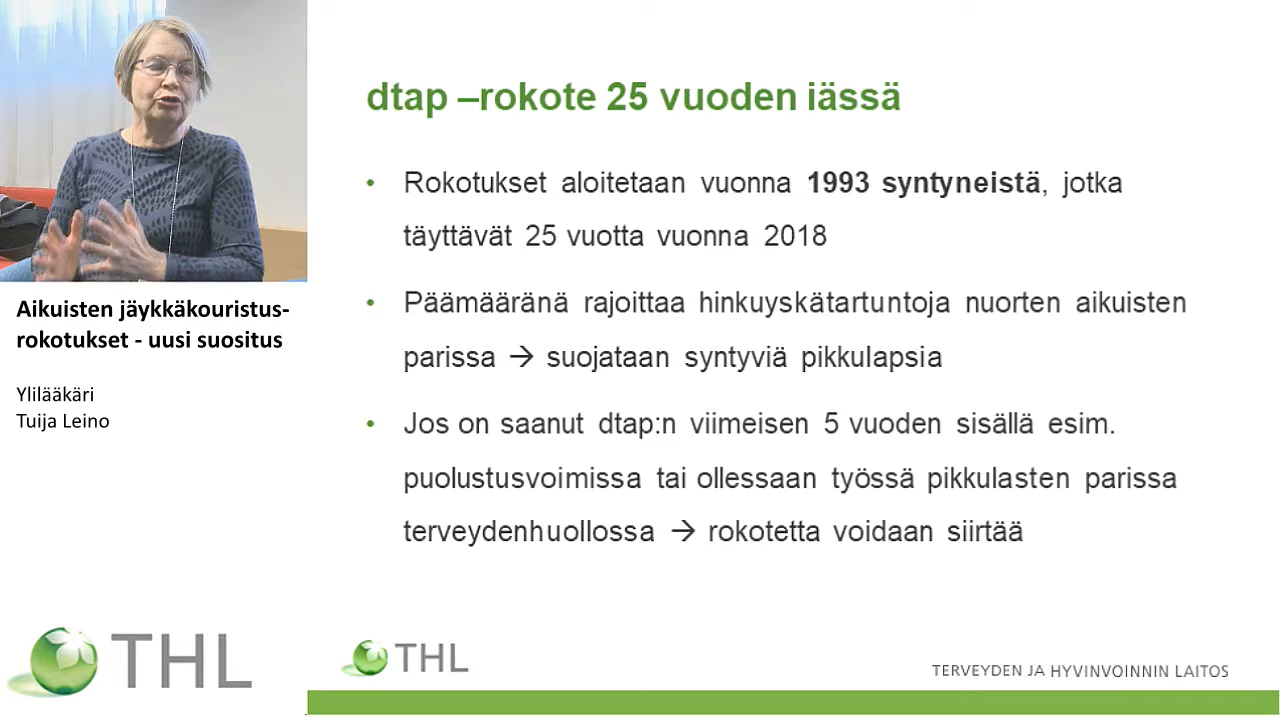 dtap –rokote 25 vuoden iässä
• Rokotukset aloitetaan vuonna 1993 syntyneistä, jotka
täyttävät 25 vuotta vuonna 2018
• Päämääränä rajoittaa hinkuyskätartuntoja nuorten aikuisten
parissa → suojataan syntyviä pikkulapsia
• Jos on saanut dtap:n viimeisen 5 vuoden sisällä esim.
puolustusvoimissa tai ollessaan työssä pikkulasten parissa
terveydenhuollossa → rokotetta voidaan siirtää
Aikuisten jäykkäkouristus-
rokotukset - uusi suositus
Ylilääkäri
Tuija Leino
THL
THL
TERVEYDEN JA HYVINVOINNIN LAITOS